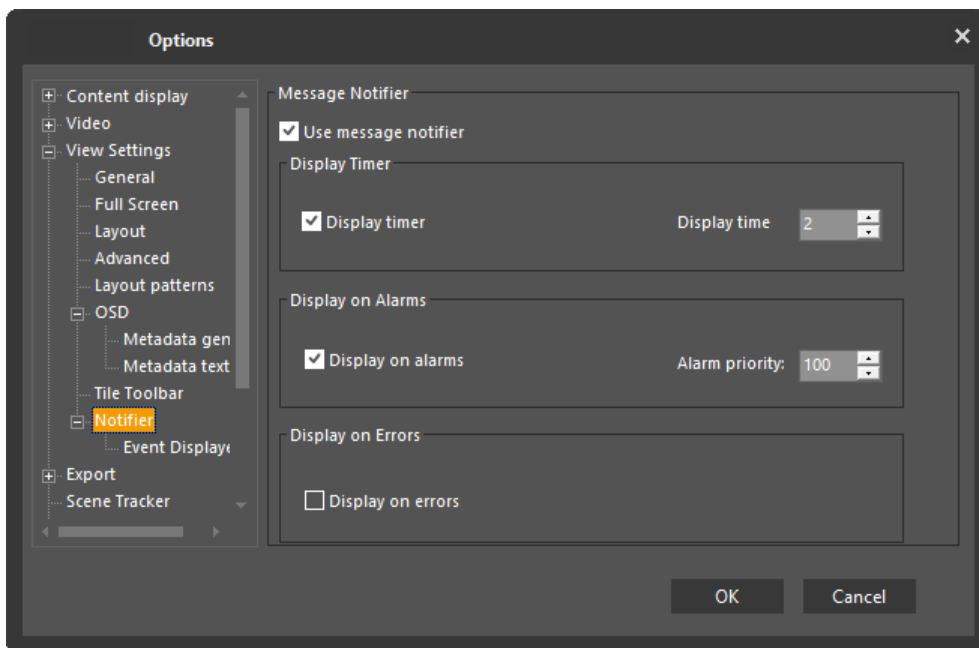 Options
Content display
Video
View Settings
General
Full Screen
Layout
Advanced
Layout patterns
OSD
Metadata gen
Metadata text
Tile Toolbar
Notifier
Event Displaye
Export
Scene Tracker
Message Notifier
Use message notifier
Display Timer
Display timer
Display time
2
Display on Alarms
Display on alarms
Alarm priority:
100
Display on Errors
Display on errors
OK
Cancel